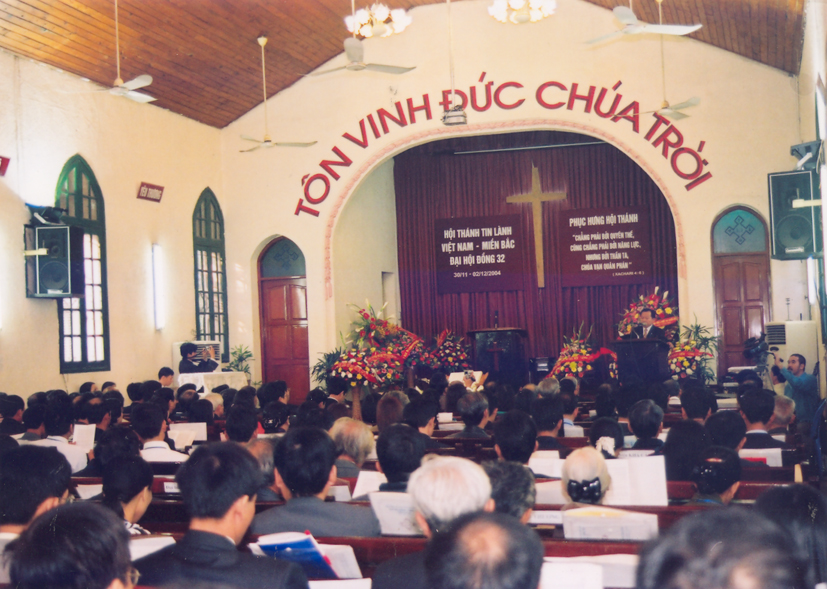 TÔN VINH ĐỨC CHÚA TRỜI
HỘI THÁNH TIN LÀNH
VIỆT NAM - MIỀN BẮC
ĐẠI HỘI ĐỒNG 32
30/11 - 02/12/2004
PHỤC HƯNG HỘI THÁNH
"CHẲNG PHẢI BỞI QUYỀN THẾ,
CŨNG CHẲNG PHẢI BỞI NĂNG LỰC,
NHƯNG BỞI THẦN TA,
CHÚA VẠN QUÂN PHÁN"
YÊU THƯƠNG